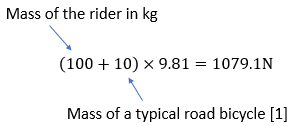 Mass of the rider in kg
(100 + 10) × 9.81 = 1079.1N
Mass of a typical road bicycle [1]